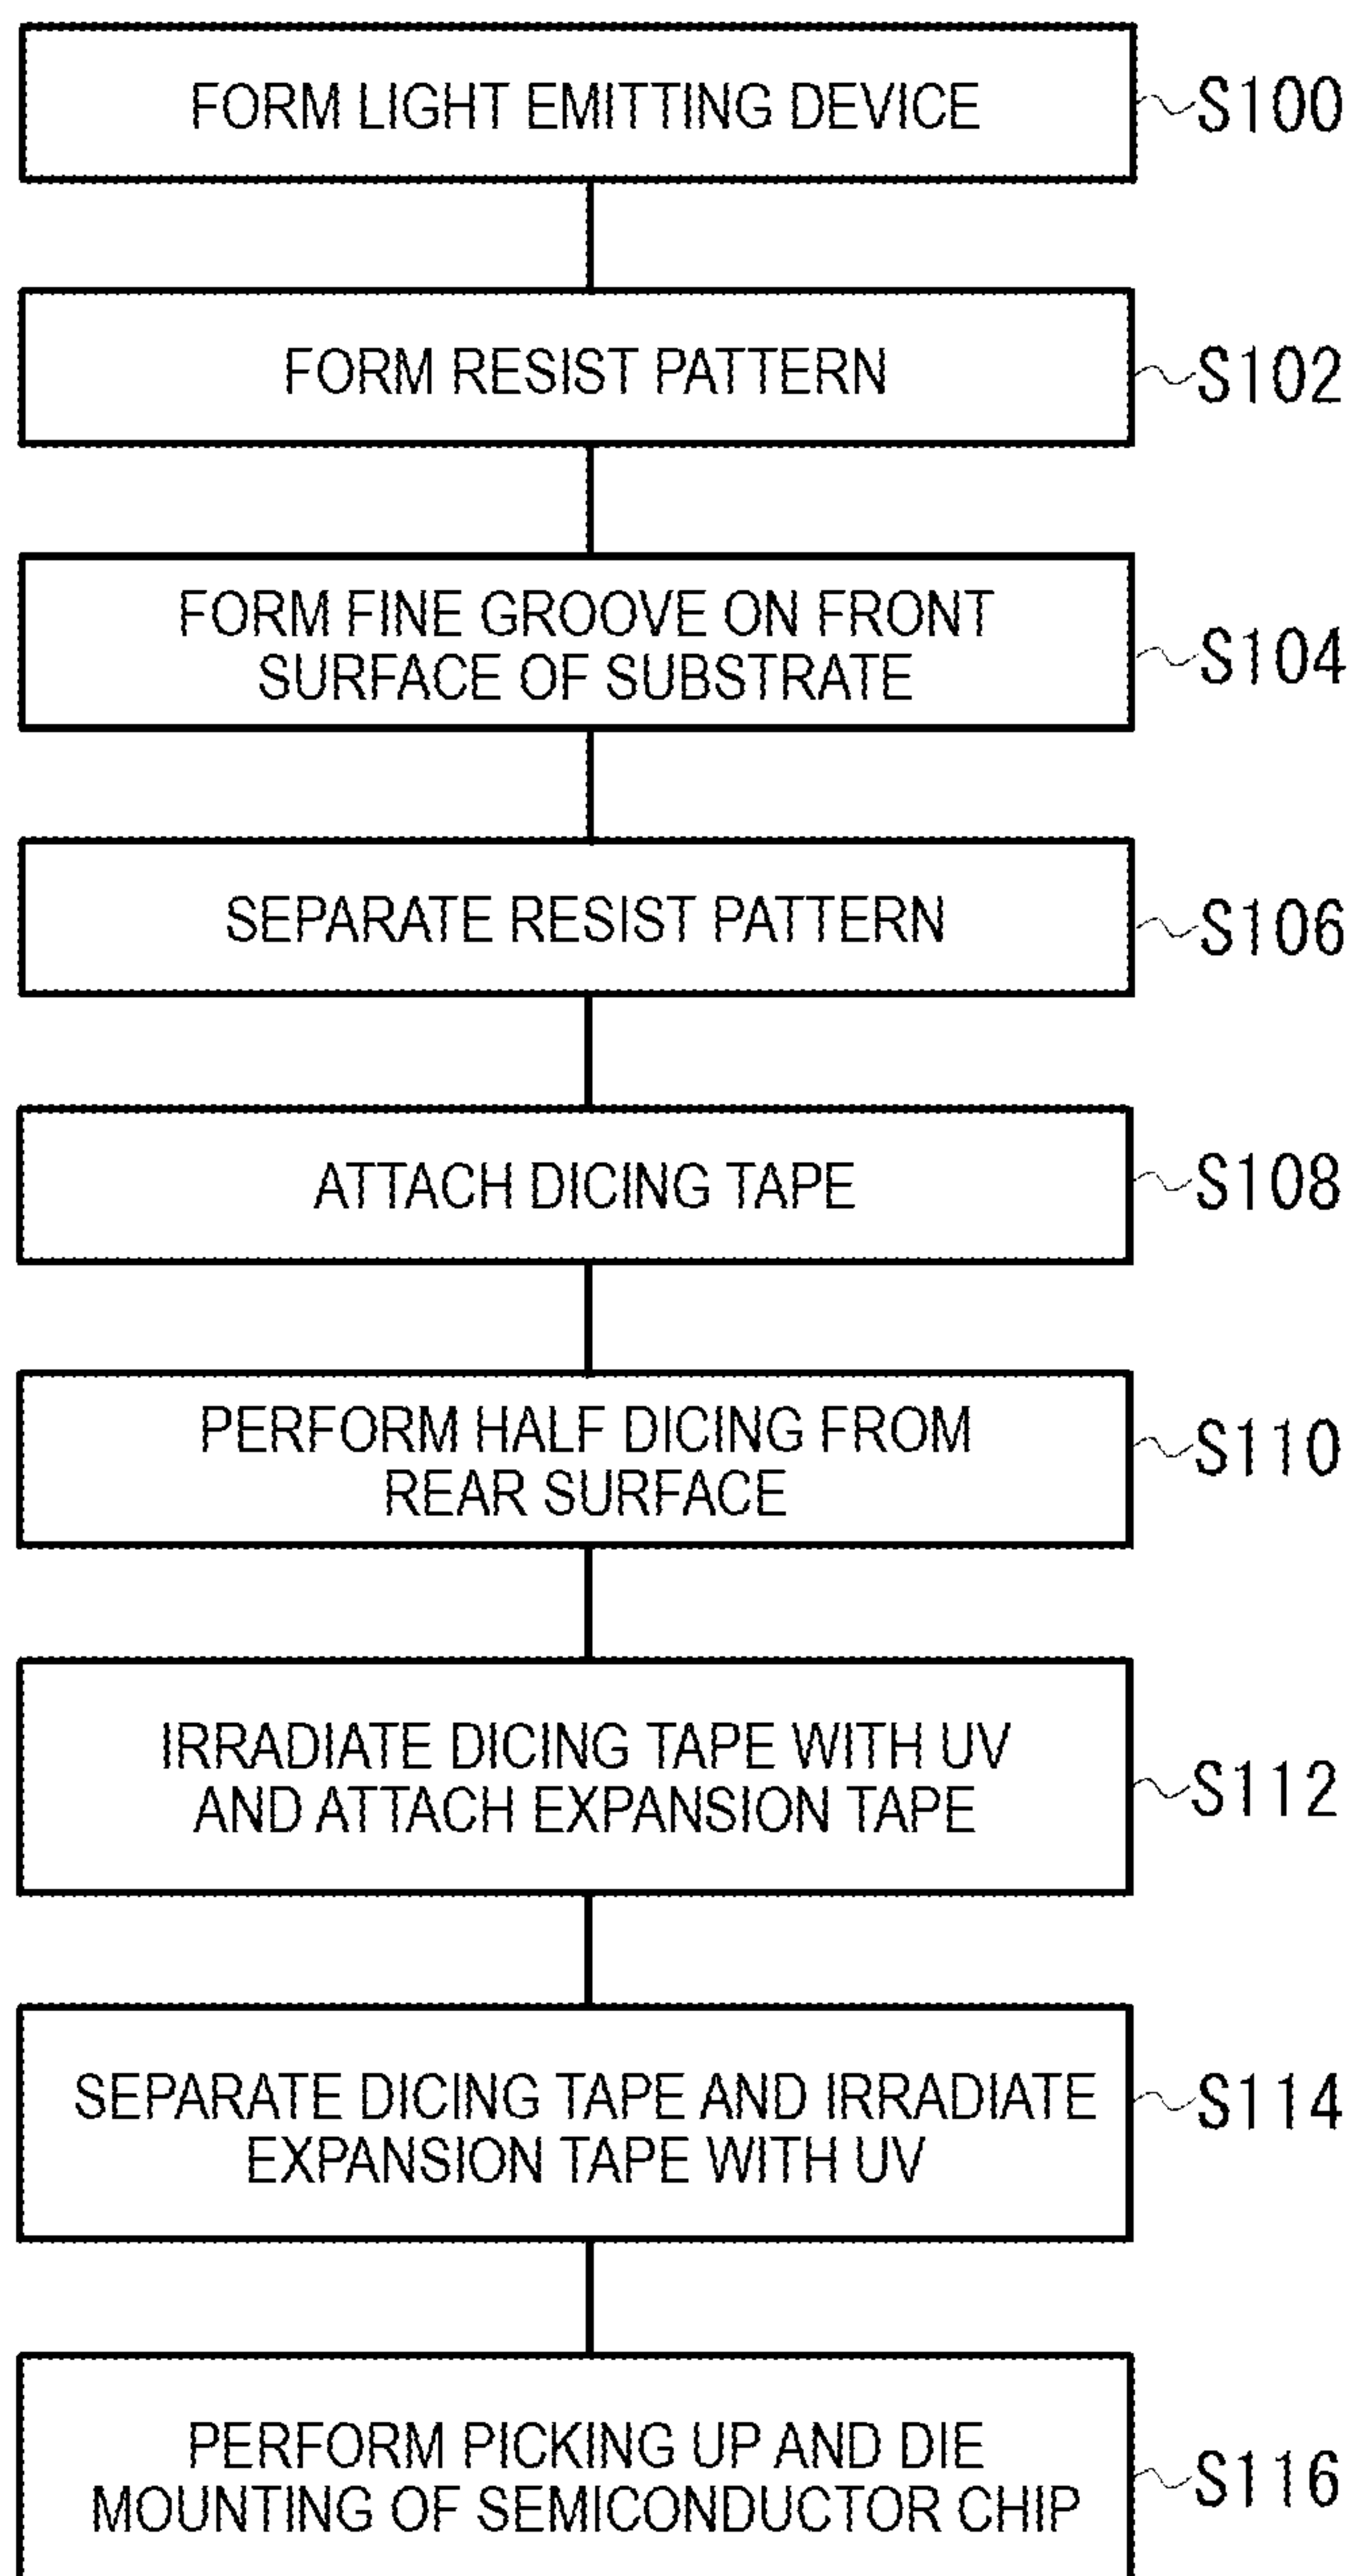 FORM LIGHT EMITTING DEVICE
S100
FORM RESIST PATTERN
S102
FORM FINE GROOVE ON FRONT
SURFACE OF SUBSTRATE
S104
SEPARATE RESIST PATTERN
S106
ATTACH DICING TAPE
S108
PERFORM HALF DICING FROM
REAR SURFACE
S110
IRRADIATE DICING TAPE WITH UV
AND ATTACH EXPANSION TAPE
S112
SEPARATE DICING TAPE AND IRRADIATE
EXPANSION TAPE WITH UV
S114
PERFORM PICKING UP AND DIE
MOUNTING OF SEMICONDUCTOR CHIP
S116